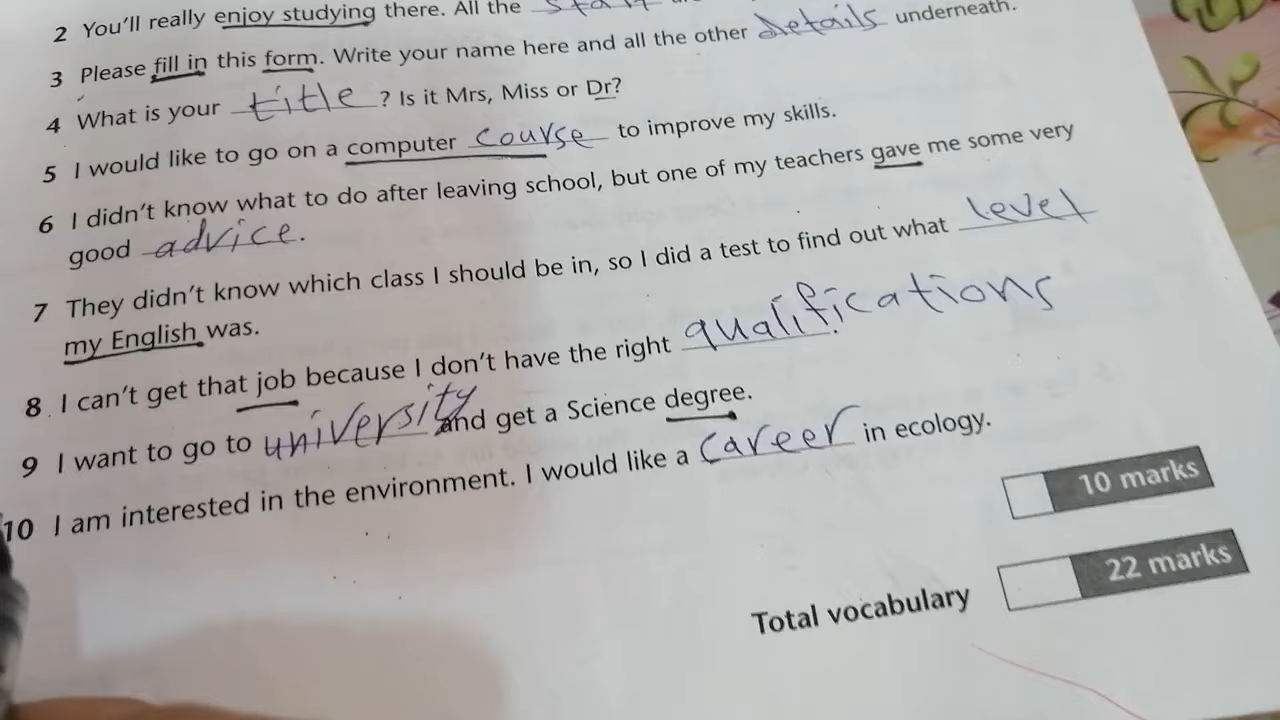 2 You'll really enjoy studying there. All the staff
3 Please fill in this form. Write your name here and all the other details underneath.
4 What is your title ? Is it Mrs, Miss or Dr?
5 I would like to go on a computer course to improve my skills.
6 I didn't know what to do after leaving school, but one of my teachers gave me some very
good advice.
7 They didn't know which class I should be in, so I did a test to find out what level
my English was.
8 I can't get that job because I don't have the right qualifications
9 I want to go to university and get a Science degree.
10 I am interested in the environment. I would like a career in ecology.
10 marks
22 marks
Total vocabulary